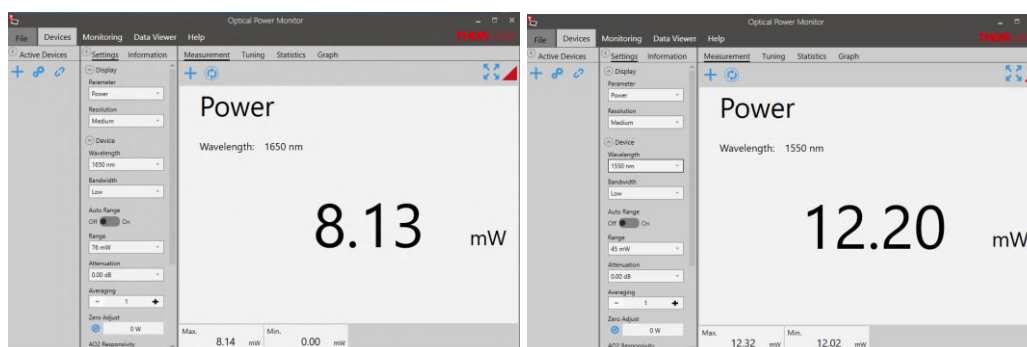 Optical Power Monitor
File Devices Monitoring Data Viewer Help
Active Devices
Settings Information
Measurement Tuning Statistics Graph
Display
Parameter
Power
Resolution
Medium
Device
Wavelength
1650 nm
Bandwidth
Low
Auto Range
Off On
Range
76 mW
Attenuation
0.00 dB
Averaging
- 1 +
Zero Adjust
0 W
Power
Wavelength: 1650 nm
8.13 mW
Max. Min.
8.14 mW 0.00 mW
Optical Power Monitor
File Devices Monitoring Data Viewer Help
Active Devices
Settings Information
Measurement Tuning Statistics Graph
Display
Parameter
Power
Resolution
Medium
Device
Wavelength
1550 nm
Bandwidth
Low
Auto Range
Off On
Range
45 mW
Attenuation
0.00 dB
Averaging
- 1 +
Zero Adjust
0 W
Power
Wavelength: 1550 nm
12.20 mW
Max. Min.
12.32 mW 12.02 mW